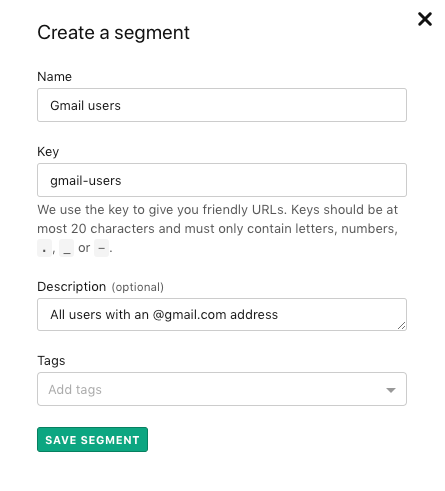 Create a segment
Name
Gmail users
Key
gmail-users
We use the key to give you friendly URLs. Keys should be at
most 20 characters and must only contain letters, numbers,
., _ or -.
Description (optional)
All users with an @gmail.com address
Tags
Add tags
SAVE SEGMENT